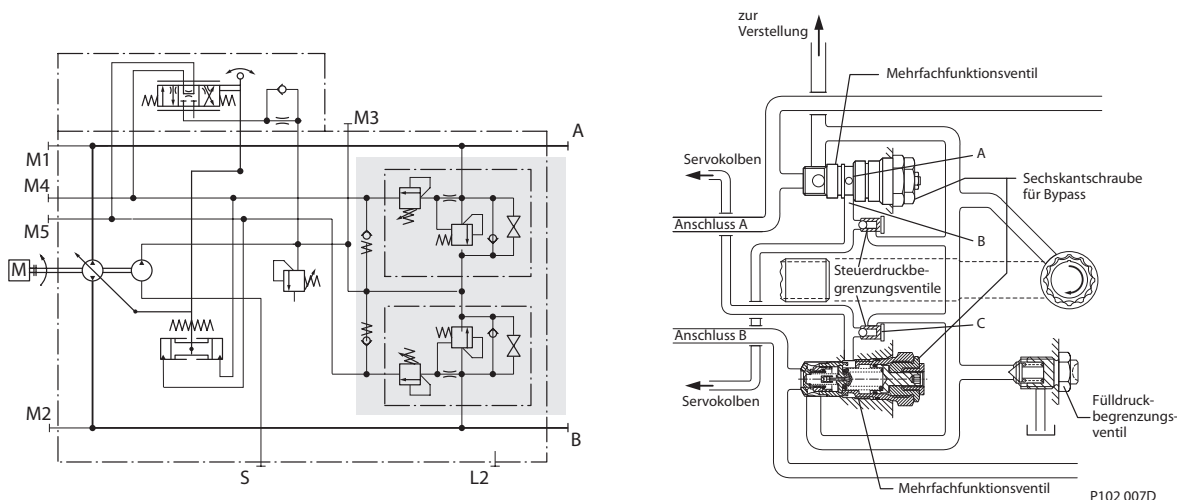 M3
A
M1
M4
M5
M
M2
B
S
L2
zur
Verstellung
Mehrfachfunktionsventil
Servokolben
A
Sechskantschraube
für Bypass
Anschluss A
B
Steuerdruckbe-
grenzungsventile
C
Anschluss B
Servokolben
Fülldruck-
begrenzungs-
ventil
Mehrfachfunktionsventil
P102 007D